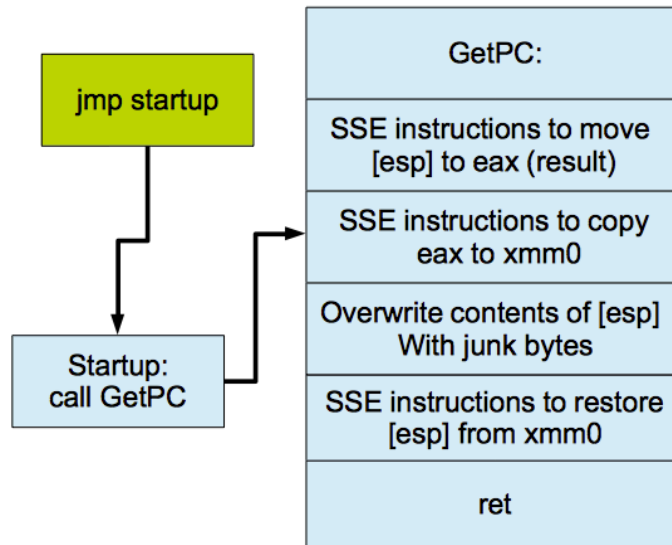 jmp startup
Startup:
call GetPC
GetPC:
SSE instructions to move
[esp] to eax (result)
SSE instructions to copy
eax to xmm0
Overwrite contents of [esp]
With junk bytes
SSE instructions to restore
[esp] from xmm0
ret